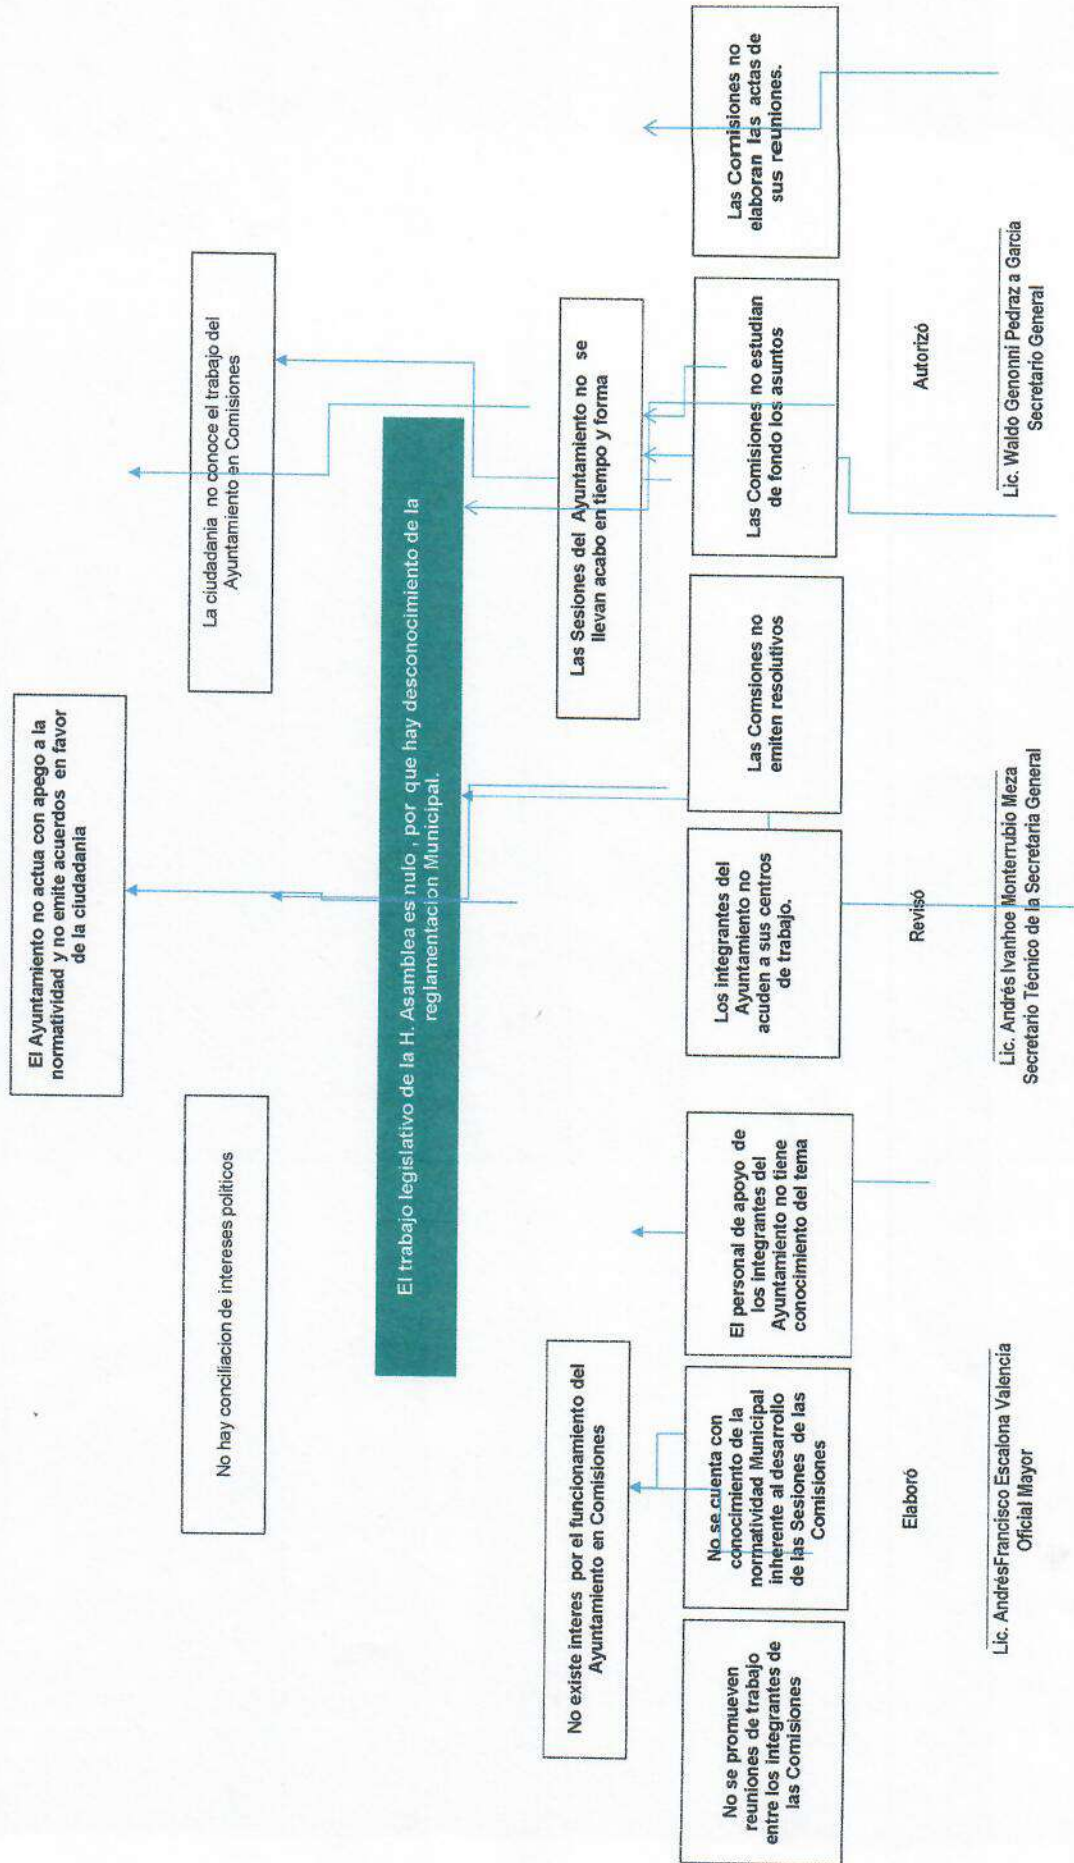 El Ayuntamiento no actua con apego a la
normatividad y no emite acuerdos en favor
de la ciudadania
No hay conciliacion de intereses políticos
La ciudadania no conoce el trabajo del
Ayuntamiento en Comisiones
El trabajo legislativo de la H. Asamblea es nulo , por que hay desconocimiento de la
reglamentacion Municipal.
No existe interes por el funcionamiento del
Ayuntamiento en Comisiones
Las Sesiones del Ayuntamiento no se
llevan acabo en tiempo y forma
No se promueven
reuniones de trabajo
entre los integrantes de
las Comisiones
No se cuenta con
conocimiento de la
normatividad Municipal
inherente al desarrollo
de las Sesiones de las
Comisiones
El personal de apoyo de
los integrantes del
Ayuntamiento no tiene
conocimiento del tema
Los integrantes del
Ayuntamiento no
acuden a sus centros
de trabajo.
Las Comsiones no
emiten resolutivos
Las Comisiones no estudian
de fondo los asuntos
Las Comisiones no
elaboran las actas de
sus reuniones.
Elaboró
Revisó
Autorizó
Lic. AndrésFrancisco Escalona Valencia
Oficial Mayor
Lic. Andrés Ivanhoe Monterrubio Meza
Secretario Técnico de la Secretaria General
Lic. Waldo Genonni Pedraz a Garcia
Secretario General